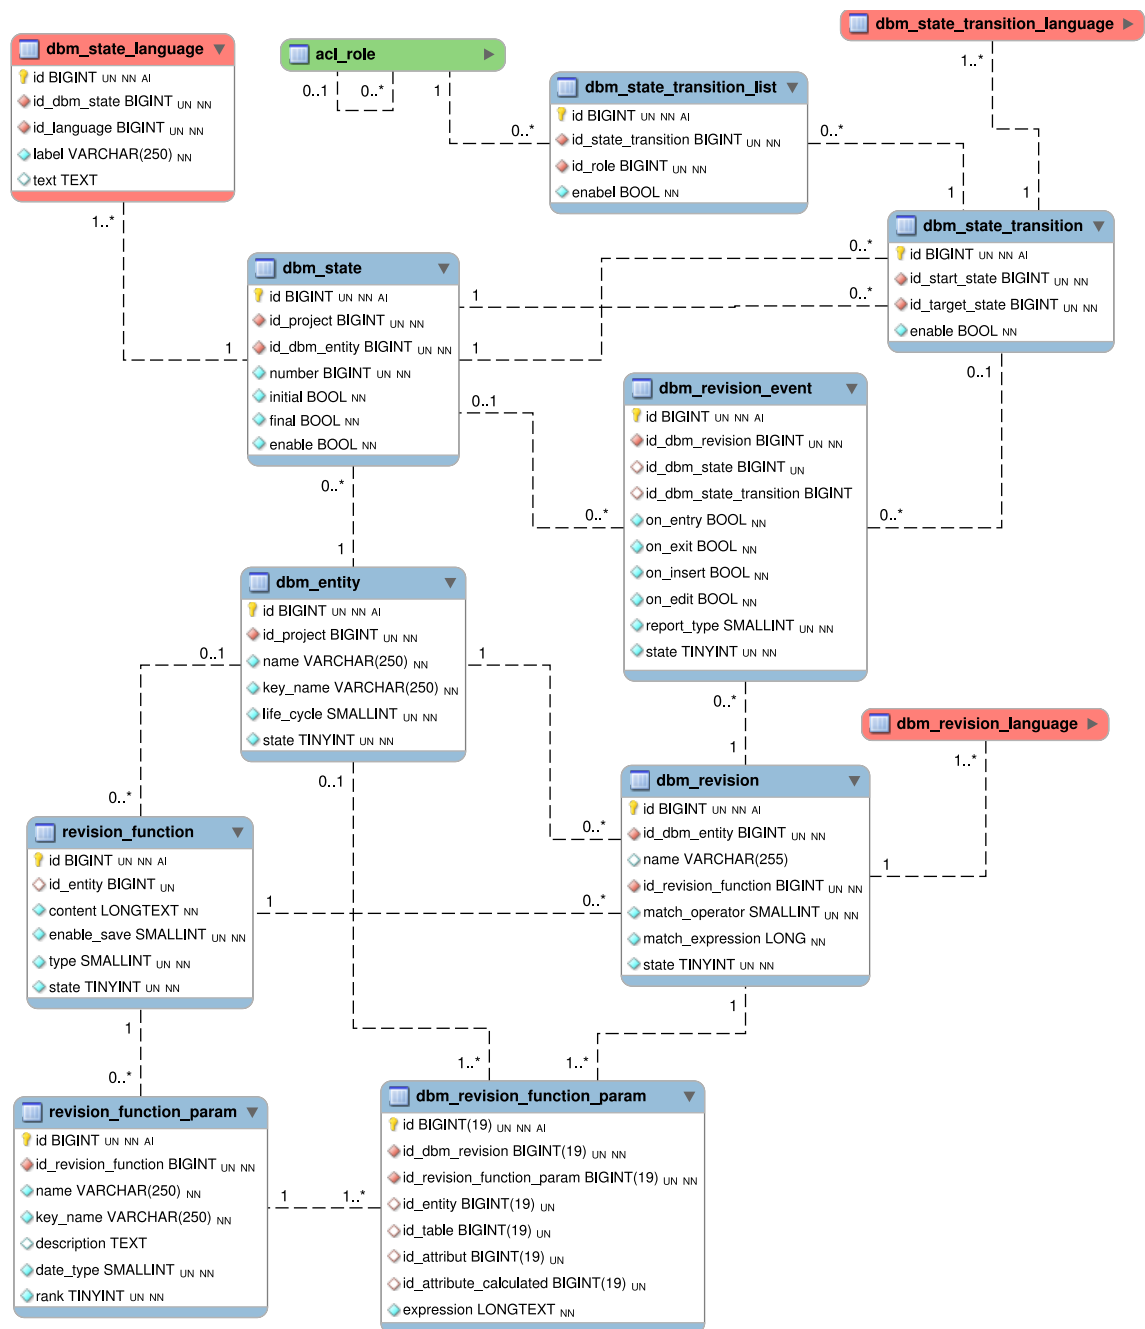 dbm_state_transition_language
1..*
dbm_state_language
id BIGINT UN NN AI
id_dbm_state BIGINT UN NN
id_language BIGINT UN NN
label VARCHAR(250) NN
text TEXT
1..*
1
acl_role
0..1
0..*
1
0..*
dbm_state_transition_list
id BIGINT UN NN AI
id_state_transition BIGINT UN NN
id_role BIGINT UN NN
enabel BOOL NN
0..*
1
1
dbm_state_transition
id BIGINT UN NN AI
id_start_state BIGINT UN NN
id_target_state BIGINT UN NN
enable BOOL NN
0..*
0..*
0..1
dbm_state
id BIGINT UN NN AI
id_project BIGINT UN NN
id_dbm_entity BIGINT UN NN
number BIGINT UN NN
initial BOOL NN
final BOOL NN
enable BOOL NN
1
1
0..1
0..*
1
dbm_revision_event
id BIGINT UN NN AI
id_dbm_revision BIGINT UN NN
id_dbm_state BIGINT UN
id_dbm_state_transition BIGINT
on_entry BOOL NN
on_exit BOOL NN
on_insert BOOL NN
on_edit BOOL NN
report_type SMALLINT UN NN
state TINYINT UN NN
0..*
0..*
0..*
1
dbm_entity
id BIGINT UN NN AI
id_project BIGINT UN NN
name VARCHAR(250) NN
key_name VARCHAR(250) NN
life_cycle SMALLINT UN NN
state TINYINT UN NN
0..1
1
0..1
0..*
dbm_revision_language
1..*
1
dbm_revision
id BIGINT UN NN AI
id_dbm_entity BIGINT UN NN
name VARCHAR(255)
id_revision_function BIGINT UN NN
match_operator SMALLINT UN NN
match_expression LONG NN
state TINYINT UN NN
0..*
0..*
1
revision_function
id BIGINT UN NN AI
id_entity BIGINT UN
content LONGTEXT NN
enable_save SMALLINT UN NN
type SMALLINT UN NN
state TINYINT UN NN
1
1
0..*
1..*
1..*
revision_function_param
id BIGINT UN NN AI
id_revision_function BIGINT UN NN
name VARCHAR(250) NN
key_name VARCHAR(250) NN
description TEXT
date_type SMALLINT UN NN
rank TINYINT UN NN
1
1..*
dbm_revision_function_param
id BIGINT(19) UN NN AI
id_dbm_revision BIGINT(19) UN NN
id_revision_function_param BIGINT(19) UN NN
id_entity BIGINT(19) UN
id_table BIGINT(19) UN
id_attribut BIGINT(19) UN
id_attribute_calculated BIGINT(19) UN
expression LONGTEXT NN